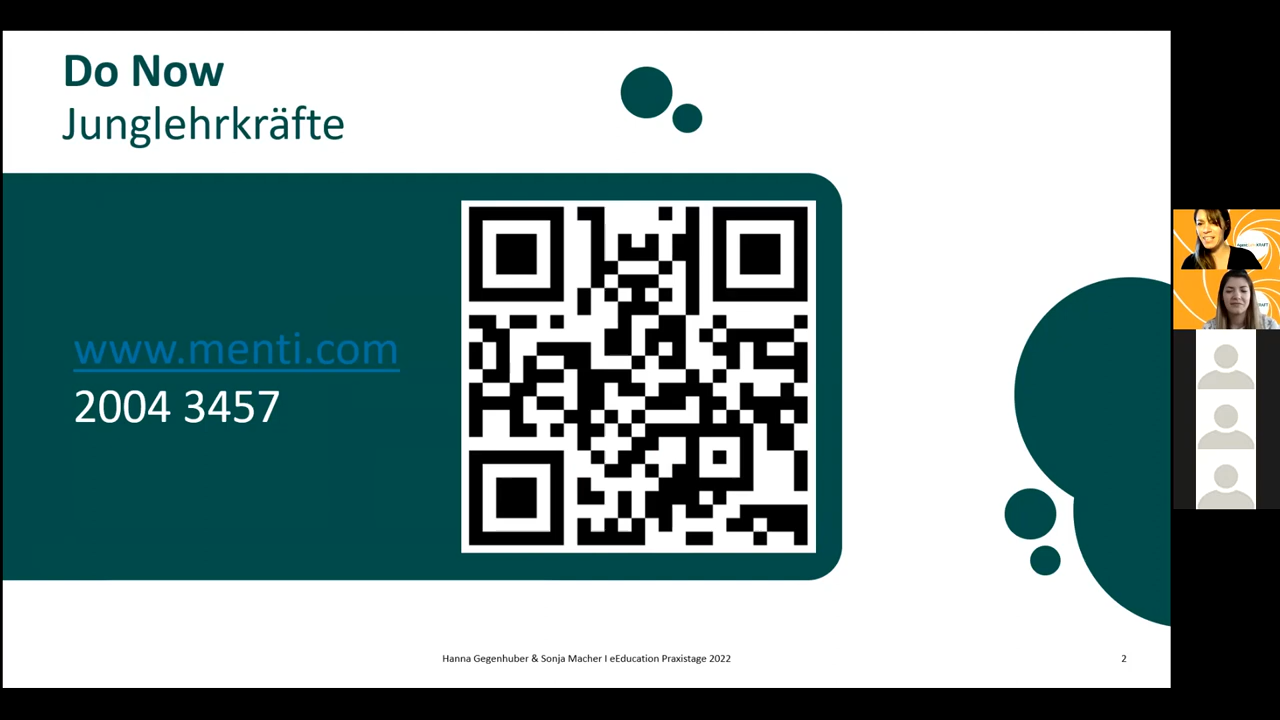 Do Now
Junglehrkräfte
www.menti.com
2004 3457
Hanna Gegenhuber & Sonja Macher I eEducation Praxistage 2022
2